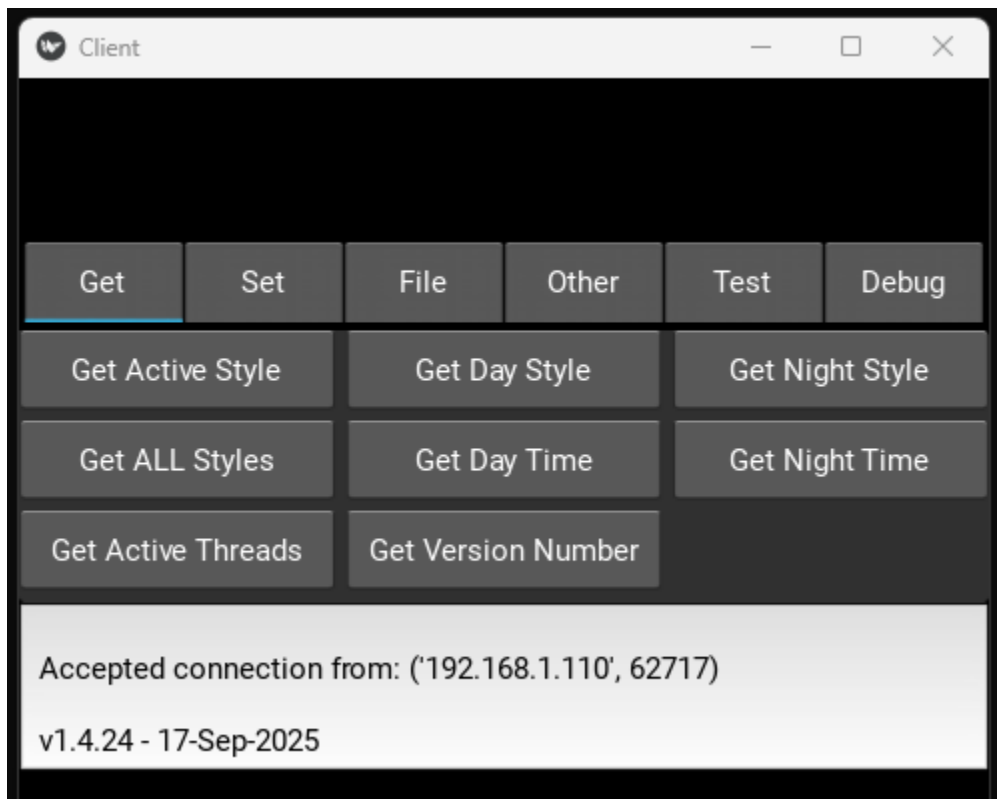 Client
Get Set File Other Test Debug
Get Active Style Get Day Style Get Night Style
Get ALL Styles Get Day Time Get Night Time
Get Active Threads Get Version Number
Accepted connection from: ('192.168.1.110', 62717)
v1.4.24 - 17-Sep-2025